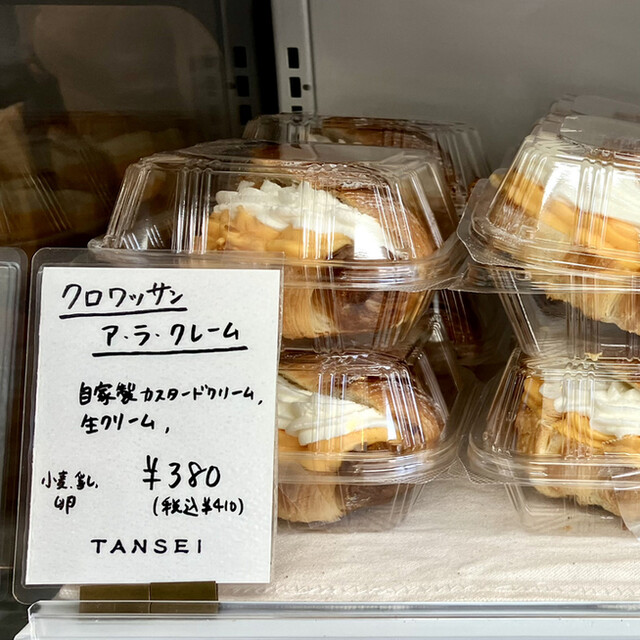 クロワッサン
ア・ラ・クレーム
自家製カスタードクリーム,
生クリーム,
小麦、乳、
卵
¥380
(税込¥410)
TANSEI